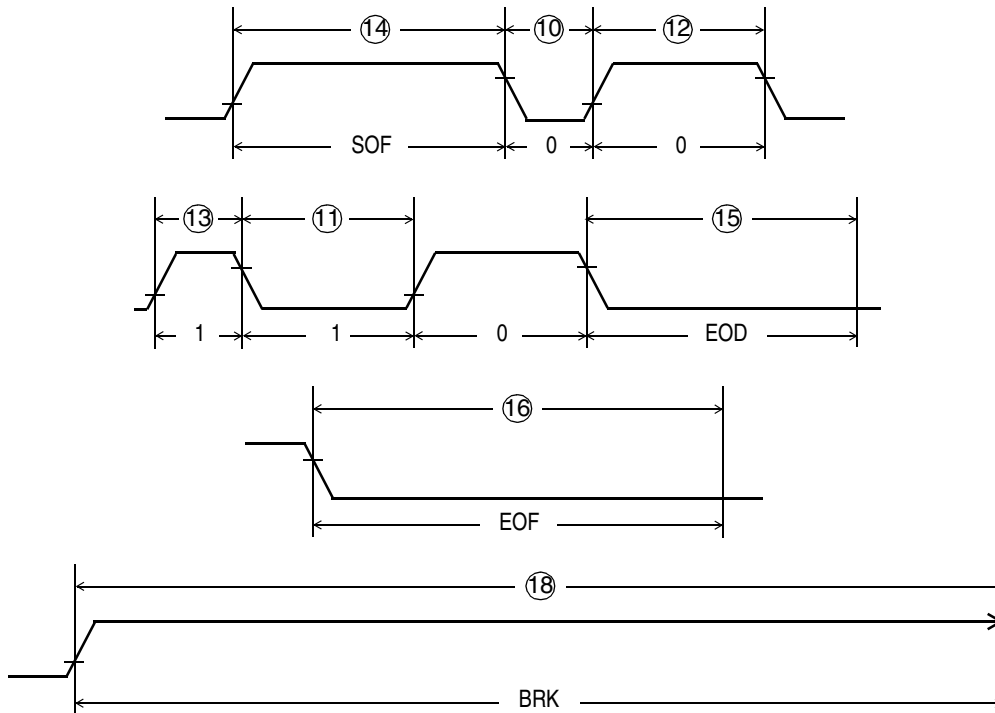 ⑭ ⑩ ⑫
SOF 0 0
⑬ ⑪ ⑮
1 1 0 EOD
⑯
EOF
⑱
BRK